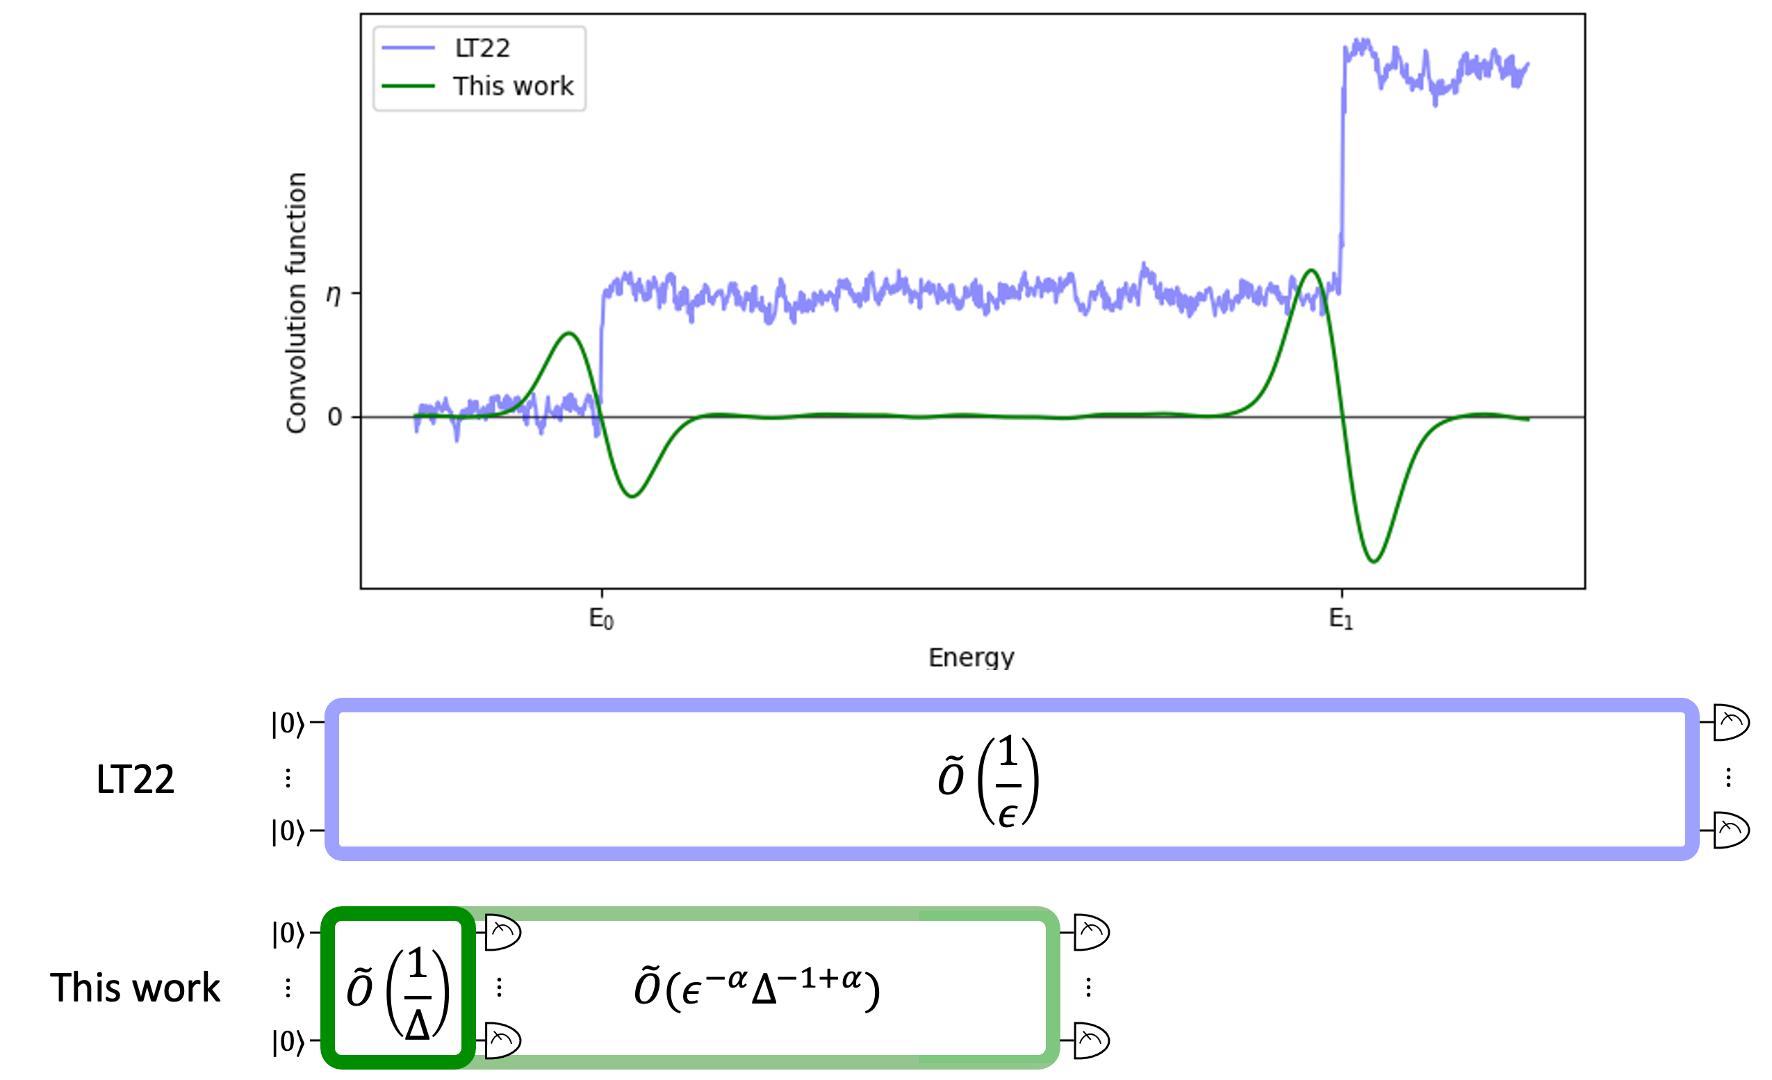 LT22
This work
Convolution function
η
0
E₀
E₁
Energy
|0⟩
LT22
⋮
Õ(1/ϵ)
⋮
|0⟩
|0⟩
This work
⋮
Õ(1/Δ)
⋮
Õ(ϵ^{-α}Δ^{-1+α})
⋮
|0⟩